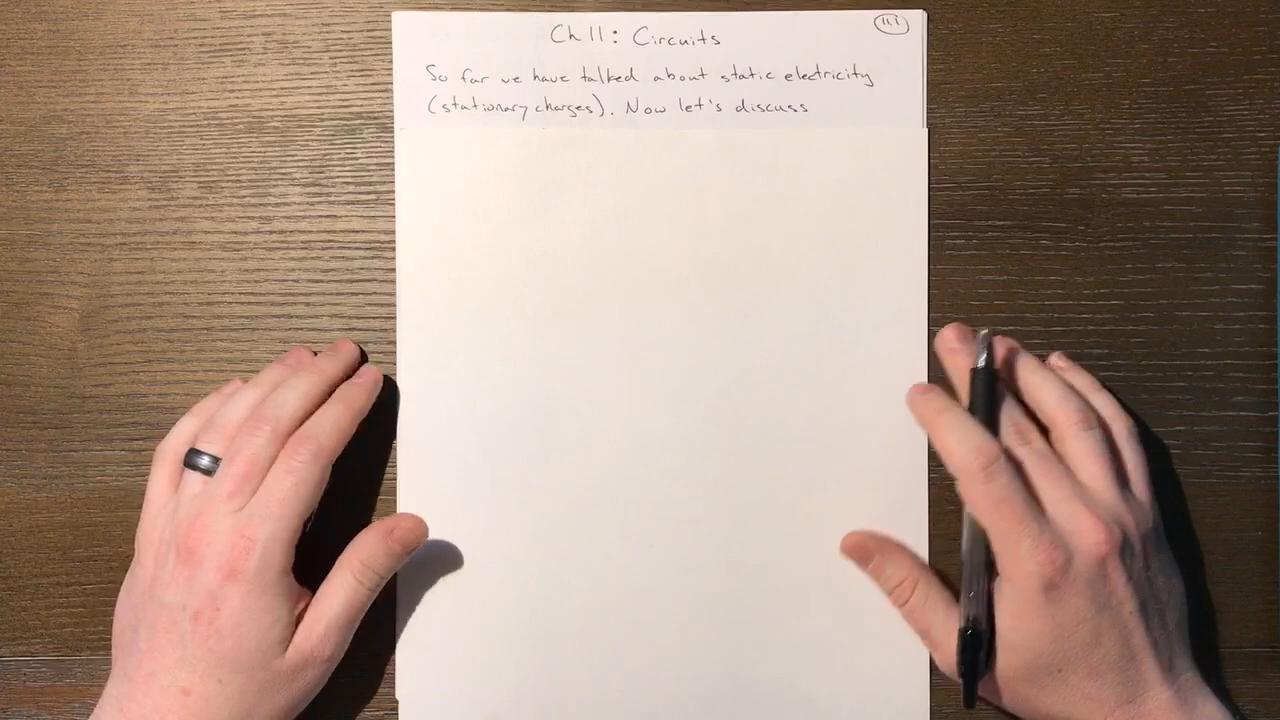 Ch 11: Circuits
11.1
So far we have talked about static electricity
(stationary charges). Now let's discuss